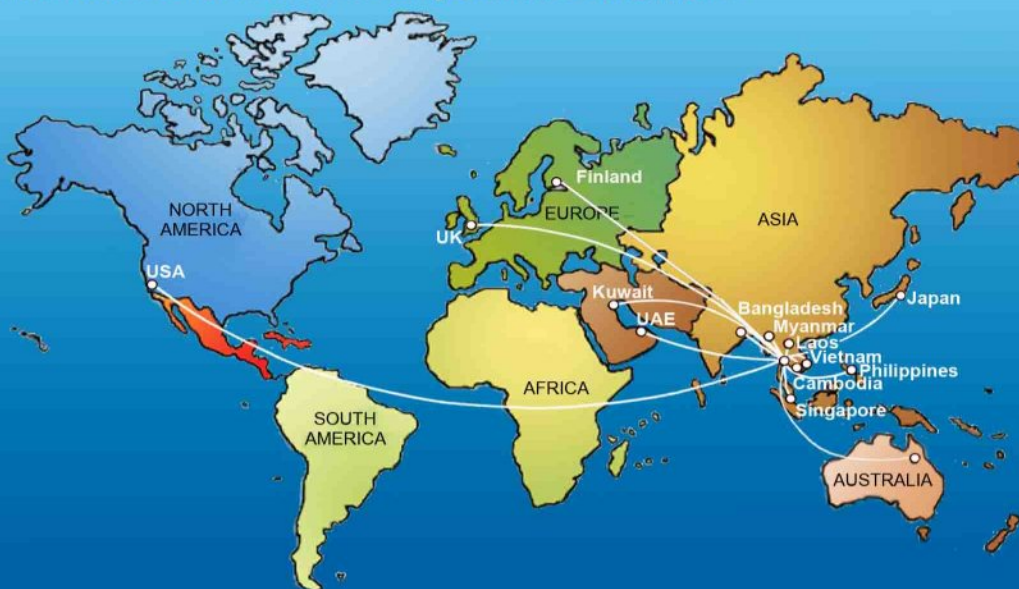 Finland
NORTH
AMERICA
EUROPE
ASIA
UK
USA
Kuwait
Japan
Bangladesh
UAE
Myanmar
Laos
Vietnam
Philippines
AFRICA
Cambodia
Singapore
SOUTH
AMERICA
AUSTRALIA